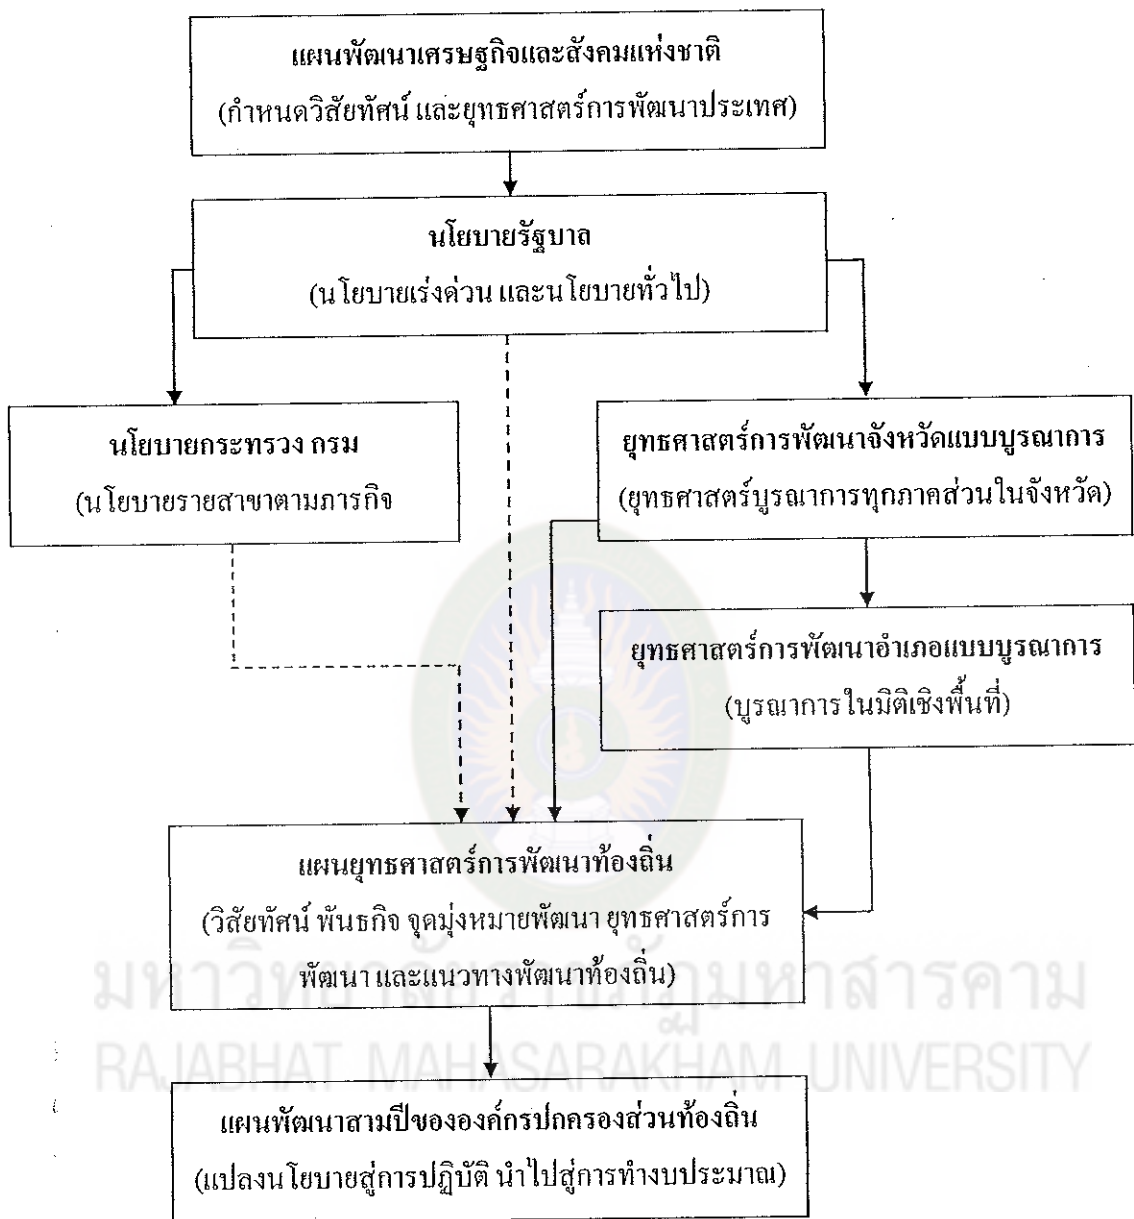 แผนพัฒนาเศรษฐกิจและสังคมแห่งชาติ
(กำหนดวิสัยทัศน์ และยุทธศาสตร์การพัฒนาประเทศ)
นโยบายรัฐบาล
(นโยบายเร่งด่วน และนโยบายทั่วไป)
นโยบายกระทรวง กรม
(นโยบายรายสาขาตามภารกิจ
ยุทธศาสตร์การพัฒนาจังหวัดแบบบูรณาการ
(ยุทธศาสตร์บูรณาการทุกภาคส่วนในจังหวัด)
ยุทธศาสตร์การพัฒนาอำเภอแบบบูรณาการ
(บูรณาการในมิติเชิงพื้นที่)
แผนยุทธศาสตร์การพัฒนาท้องถิ่น
(วิสัยทัศน์ พันธกิจ จุดมุ่งหมายพัฒนา ยุทธศาสตร์การ
พัฒนา และแนวทางพัฒนาท้องถิ่น)
มหาวิทยาลัยราชภัฏมหาสารคาม
RAJABHAT MAHASARAKHAM UNIVERSITY
แผนพัฒนาสามปีขององค์กรปกครองส่วนท้องถิ่น
(แปลงนโยบายสู่การปฏิบัติ นำไปสู่การทำงบประมาณ)